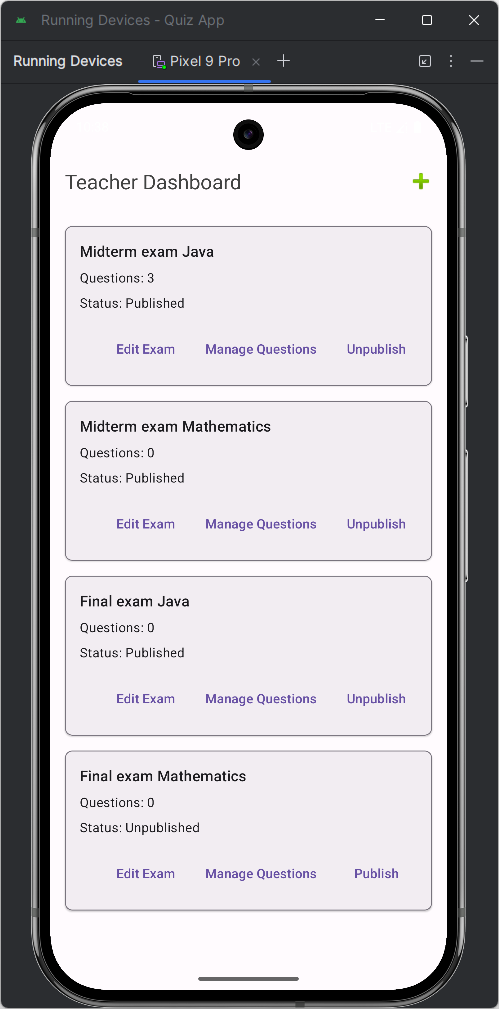 Running Devices - Quiz App
Running Devices Pixel 9 Pro
Teacher Dashboard
Midterm exam Java
Questions: 3
Status: Published
Edit Exam Manage Questions Unpublish
Midterm exam Mathematics
Questions: 0
Status: Published
Edit Exam Manage Questions Unpublish
Final exam Java
Questions: 0
Status: Published
Edit Exam Manage Questions Unpublish
Final exam Mathematics
Questions: 0
Status: Unpublished
Edit Exam Manage Questions Publish